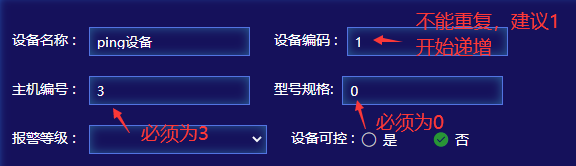 不能重复，建议1
设备名称： ping设备 设备编码： 1 开始递增
主机编号： 3 型号规格: 0
必须为3 必须为0
报警等级： 设备可控： 是 否